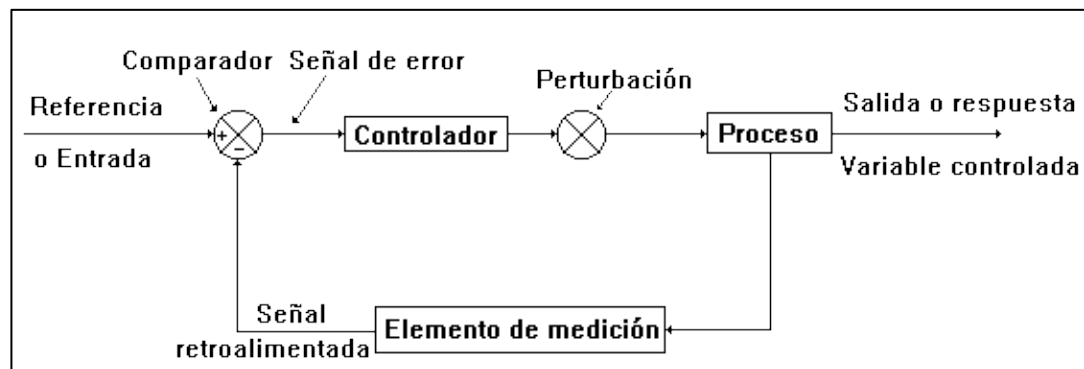 Comparador
Señal de error
Perturbación
Referencia
o Entrada
+
-
Controlador
Proceso
Salida o respuesta
Variable controlada
Señal
retroalimentada
Elemento de medición